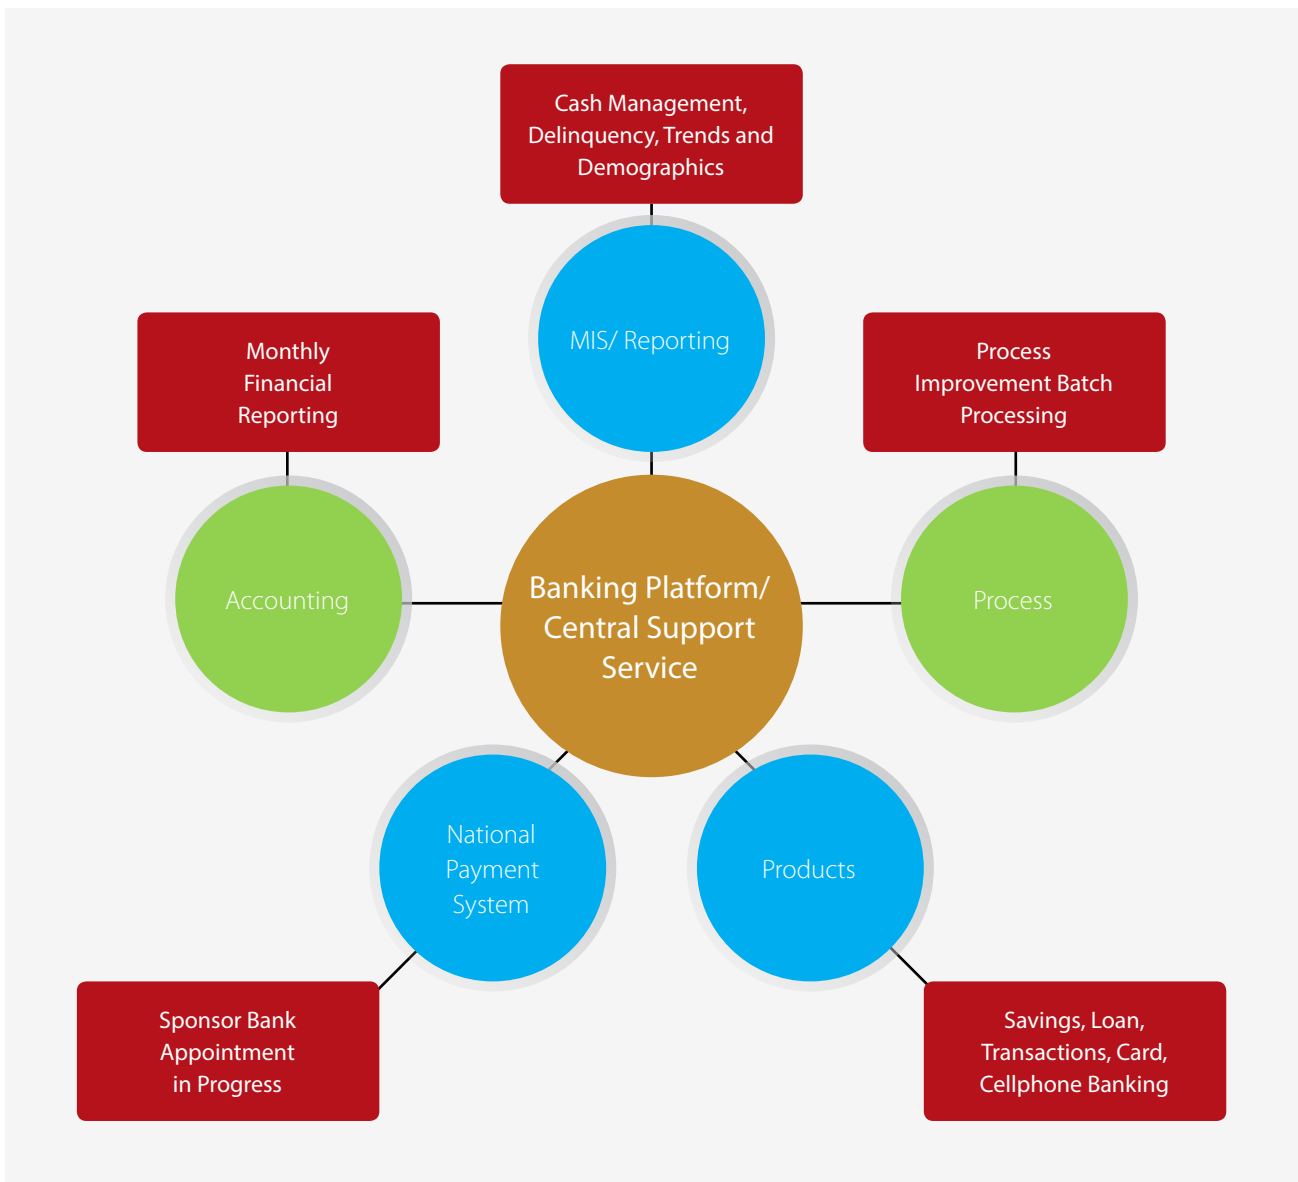 Cash Management,
Delinquency, Trends and
Demographics
MIS/ Reporting
Monthly
Financial
Reporting
Process
Improvement Batch
Processing
Accounting
Banking Platform/
Central Support
Service
Process
National
Payment
System
Products
Sponsor Bank
Appointment
in Progress
Savings, Loan,
Transactions, Card,
Cellphone Banking